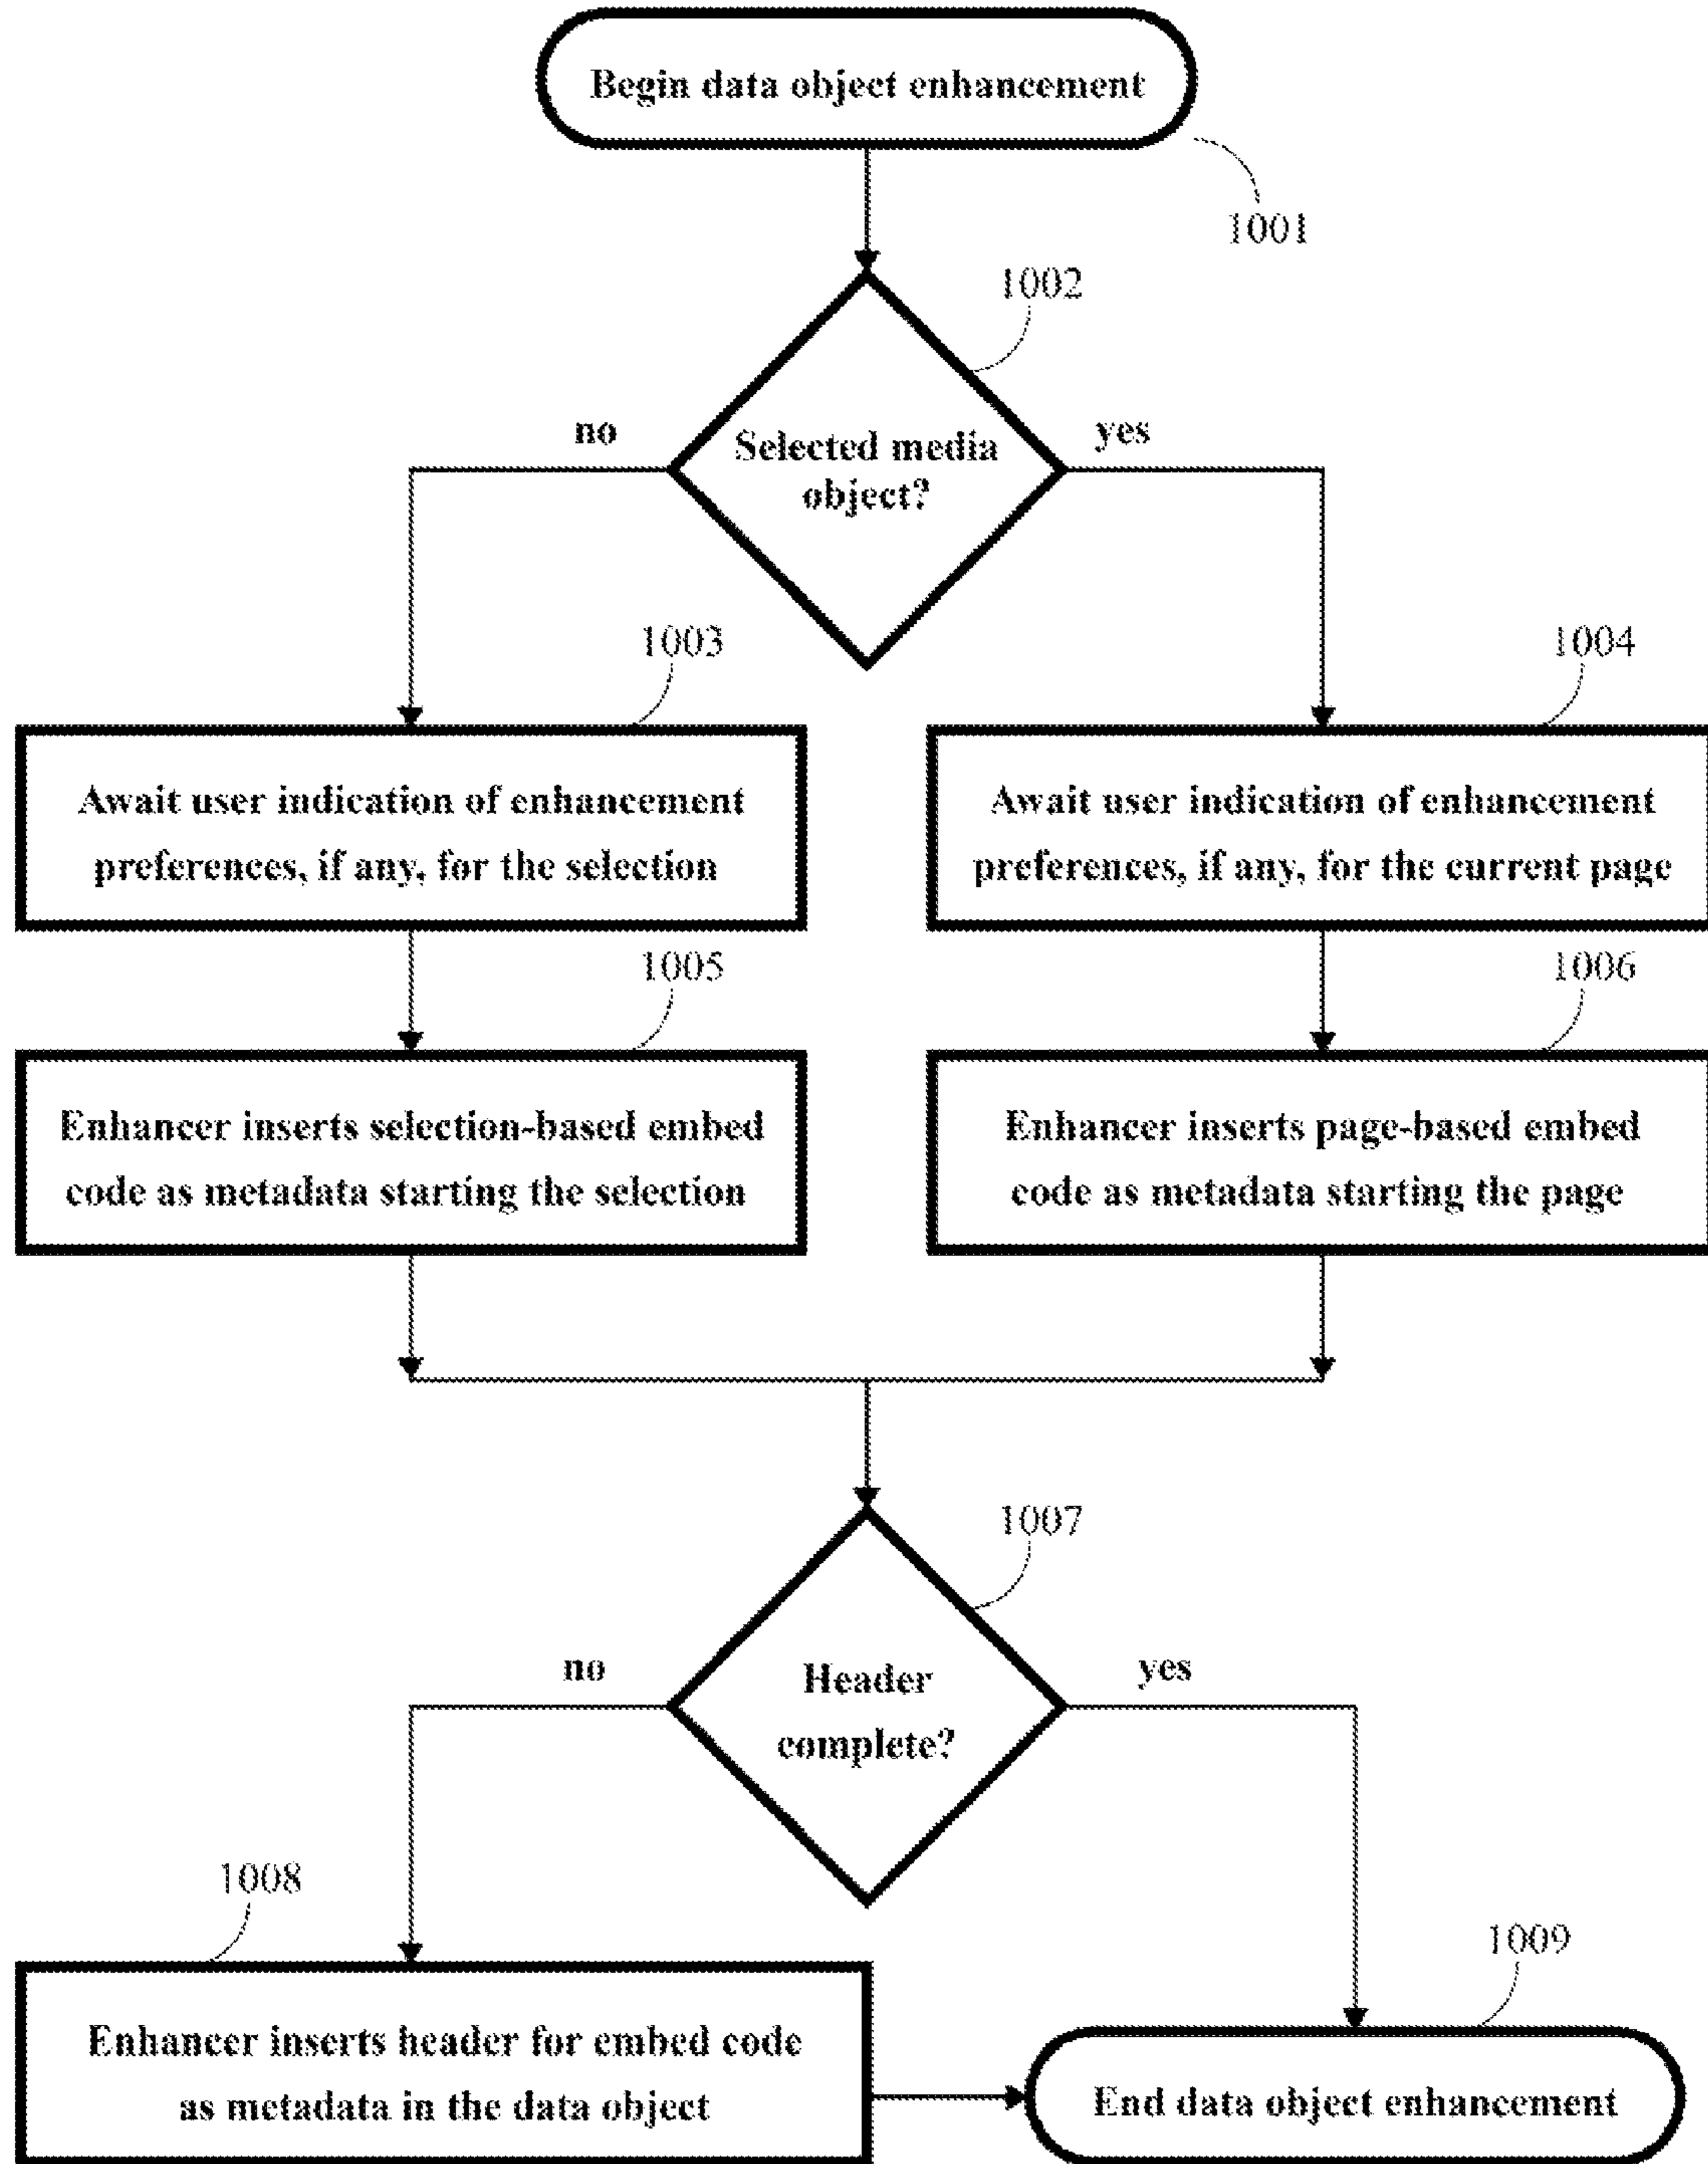 Begin data object enhancement
1001
1002
no
Selected media
object?
yes
1003
1004
Await user indication of enhancement
preferences, if any, for the selection
Await user indication of enhancement
preferences, if any, for the current page
1005
1006
Enhancer inserts selection-based embed
code as metadata starting the selection
Enhancer inserts page-based embed
code as metadata starting the page
1007
no
Header
complete?
yes
1008
1009
Enhancer inserts header for embed code
as metadata in the data object
End data object enhancement